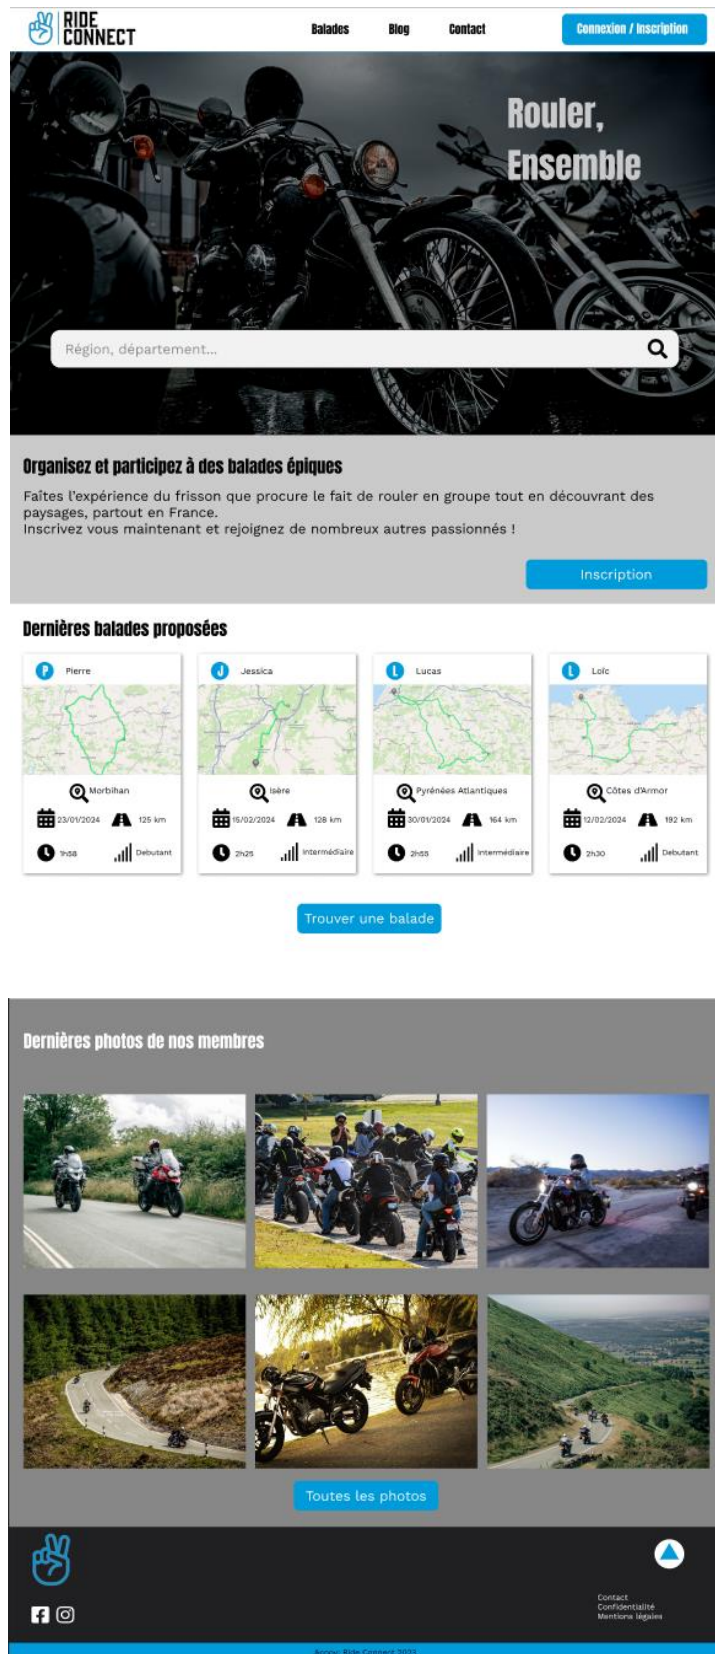 RIDE
CONNECT
Balades Blog Contact Connexion / Inscription
Rouler,
Ensemble
Région, département...
Organisez et participez à des balades épiques
Faîtes l'expérience du frisson que procure le fait de rouler en groupe tout en découvrant des
paysages, partout en France.
Inscrivez vous maintenant et rejoignez de nombreux autres passionnés !
Inscription
Dernières balades proposées
P Pierre
Morbihan
23/01/2024 125 km
1h58 Debutant
J Jessica
Isère
15/02/2024 128 km
2h25 Intermédiaire
L Lucas
Pyrénées Atlantiques
30/01/2024 164 km
2h55 Intermédiaire
L Loïc
Côtes d'Armor
12/02/2024 192 km
2h30 Debutant
Trouver une balade
Dernières photos de nos membres
Toutes les photos
Contact
Confidentialité
Mentions légales
Ride Connect